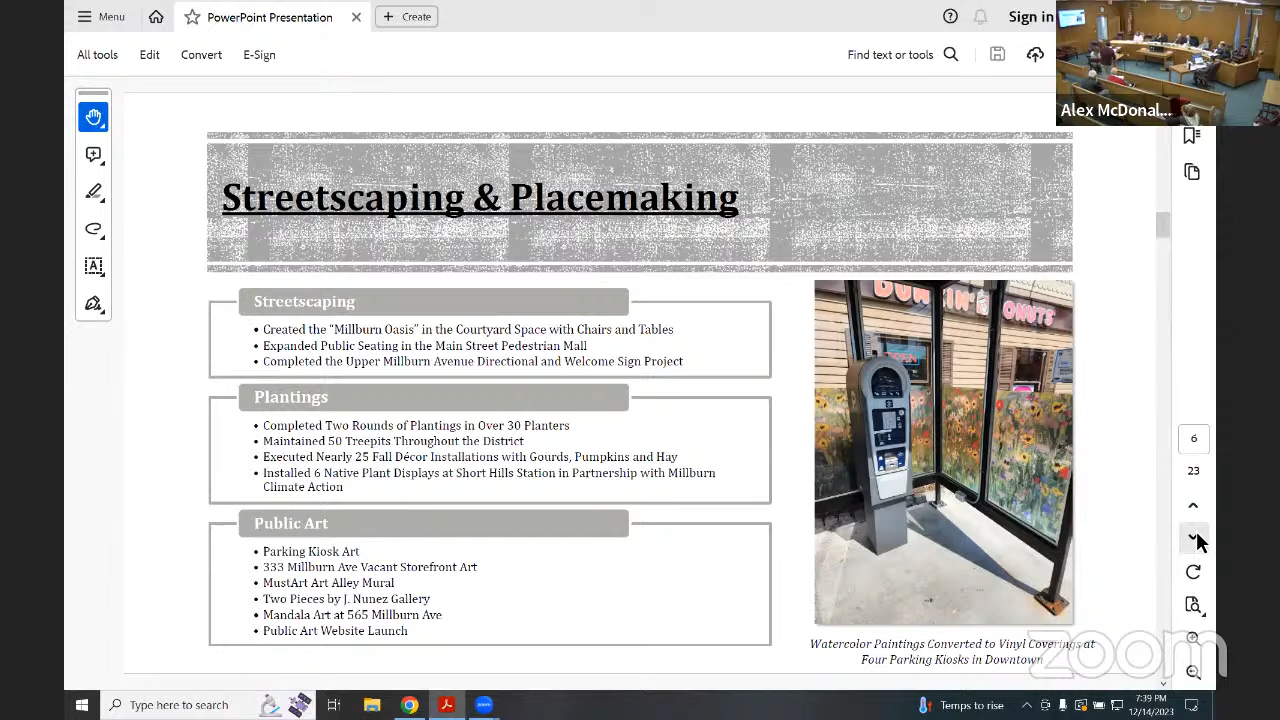 Menu
PowerPoint Presentation
Create
Sign in
All tools
Edit
Convert
E-Sign
Find text or tools
Alex McDonal...
Streetscaping & Placemaking
Streetscaping
• Created the “Millburn Oasis” in the Courtyard Space with Chairs and Tables
• Expanded Public Seating in the Main Street Pedestrian Mall
• Completed the Upper Millburn Avenue Directional and Welcome Sign Project
Plantings
• Completed Two Rounds of Plantings in Over 30 Planters
• Maintained 50 Treepits Throughout the District
• Executed Nearly 25 Fall Décor Installations with Gourds, Pumpkins and Hay
• Installed 6 Native Plant Displays at Short Hills Station in Partnership with Millburn
Climate Action
Public Art
• Parking Kiosk Art
• 333 Millburn Ave Vacant Storefront Art
• MustArt Art Alley Mural
• Two Pieces by J. Nunez Gallery
• Mandala Art at 565 Millburn Ave
• Public Art Website Launch
OPEN
Watercolor Paintings Converted to Vinyl Coverings at
Four Parking Kiosks in Downtown
6
23
zoom
Type here to search
zoom
Temps to rise
7:39 PM
12/14/2023